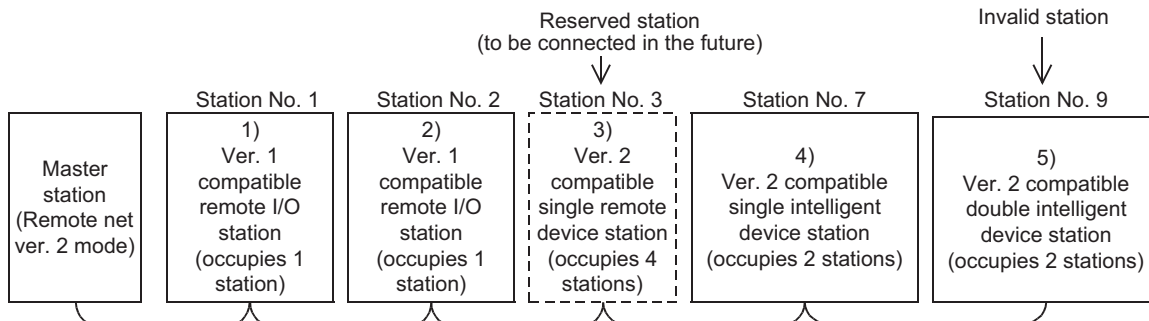 Reserved station
(to be connected in the future)
Invalid station
Station No. 1
Station No. 2
Station No. 3
Station No. 7
Station No. 9
Master
station
(Remote net
ver. 2 mode)
1)
Ver. 1
compatible
remote I/O
station
(occupies 1
station)
2)
Ver. 1
compatible
remote I/O
station
(occupies 1
station)
3)
Ver. 2
compatible
single remote
device station
(occupies 4
stations)
4)
Ver. 2 compatible
single intelligent
device station
(occupies 2 stations)
5)
Ver. 2 compatible
double intelligent
device station
(occupies 2 stations)